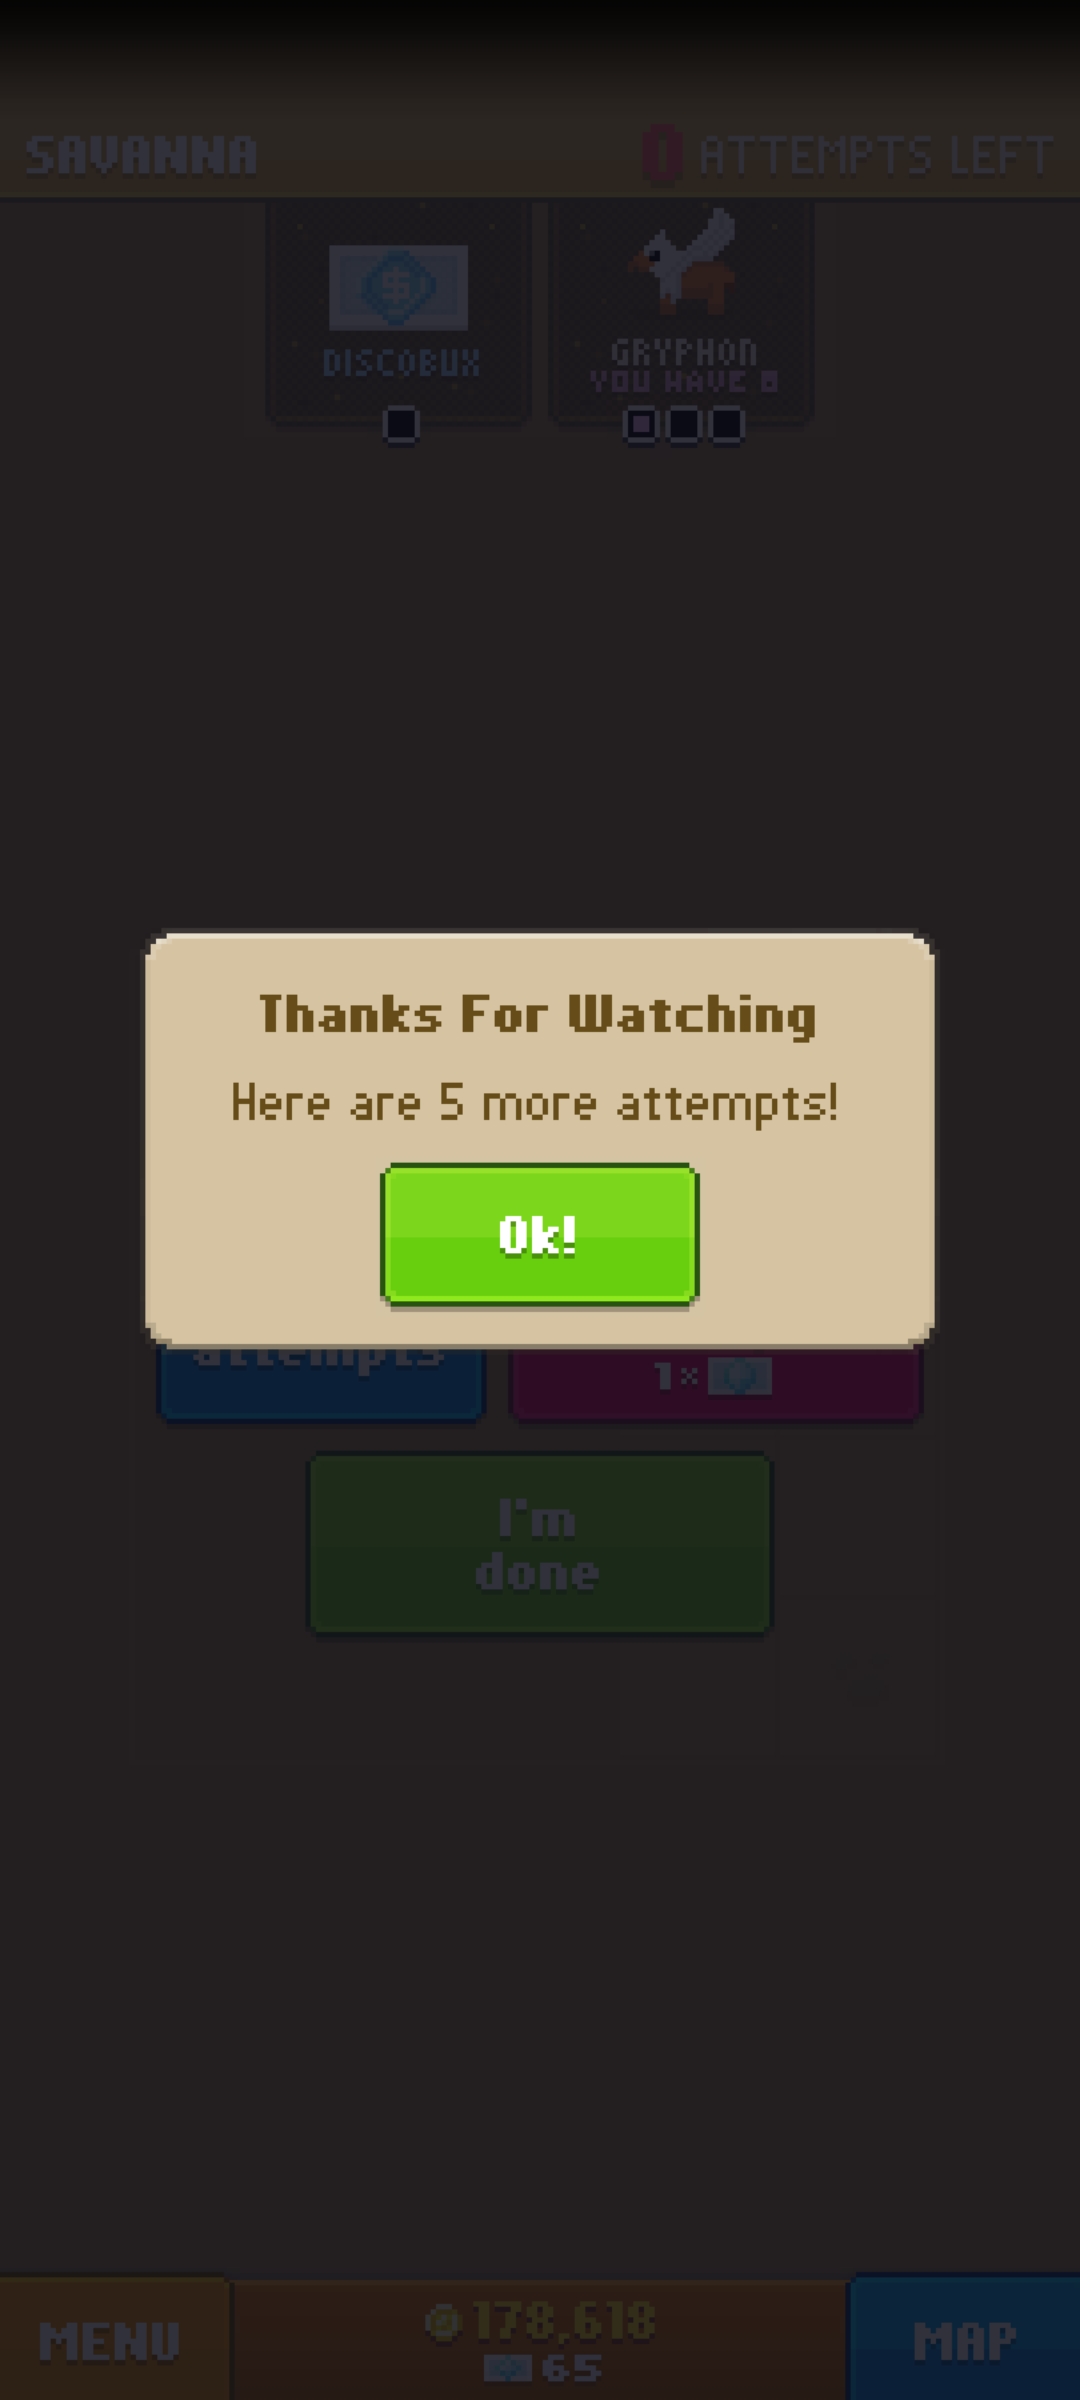 SAVANNA
0 ATTEMPTS LEFT
$
DISCOBUX
GRYPHON
YOU HAVE 0
Thanks For Watching
Here are 5 more attempts!
Ok!
attempts
1×
I'm
done
MENU
178,618
65
MAP